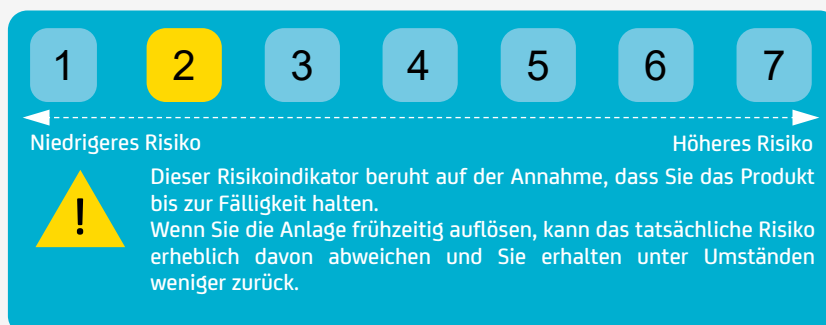 1 2 3 4 5 6 7
Niedrigeres Risiko Höheres Risiko
!
Dieser Risikoindikator beruht auf der Annahme, dass Sie das Produkt
bis zur Fälligkeit halten.
Wenn Sie die Anlage frühzeitig auflösen, kann das tatsächliche Risiko
erheblich davon abweichen und Sie erhalten unter Umständen
weniger zurück.